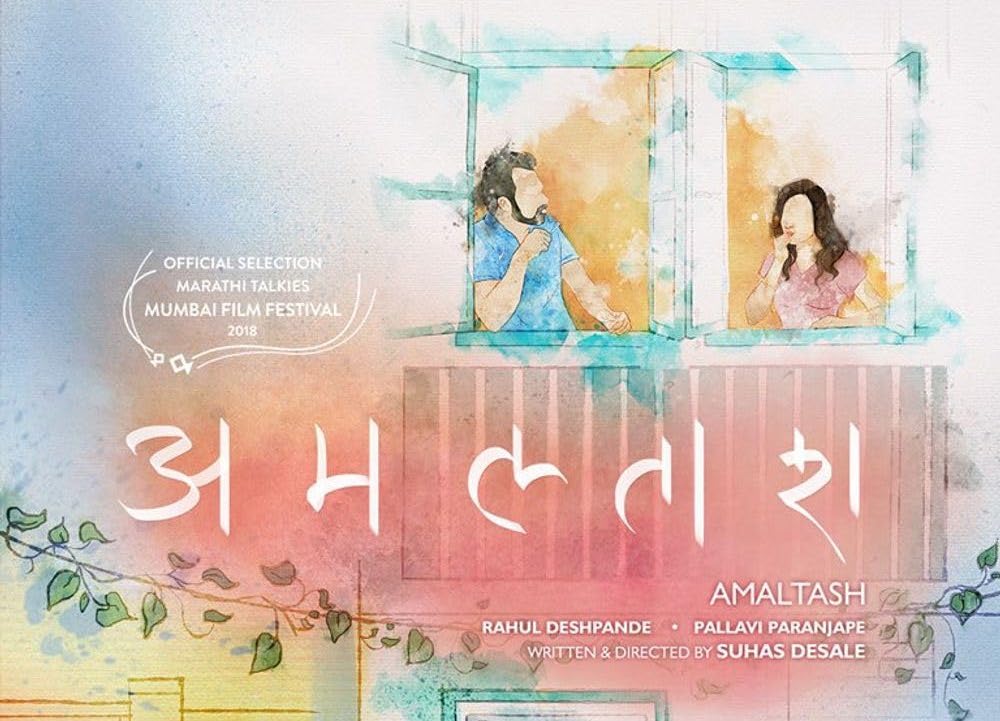 OFFICIAL SELECTION
MARATHI TALKIES
MUMBAI FILM FESTIVAL
2018
अमलताश
AMALTASH
RAHUL DESHPANDE • PALLAVI PARANJAPE
WRITTEN & DIRECTED BY SUHAS DESALE